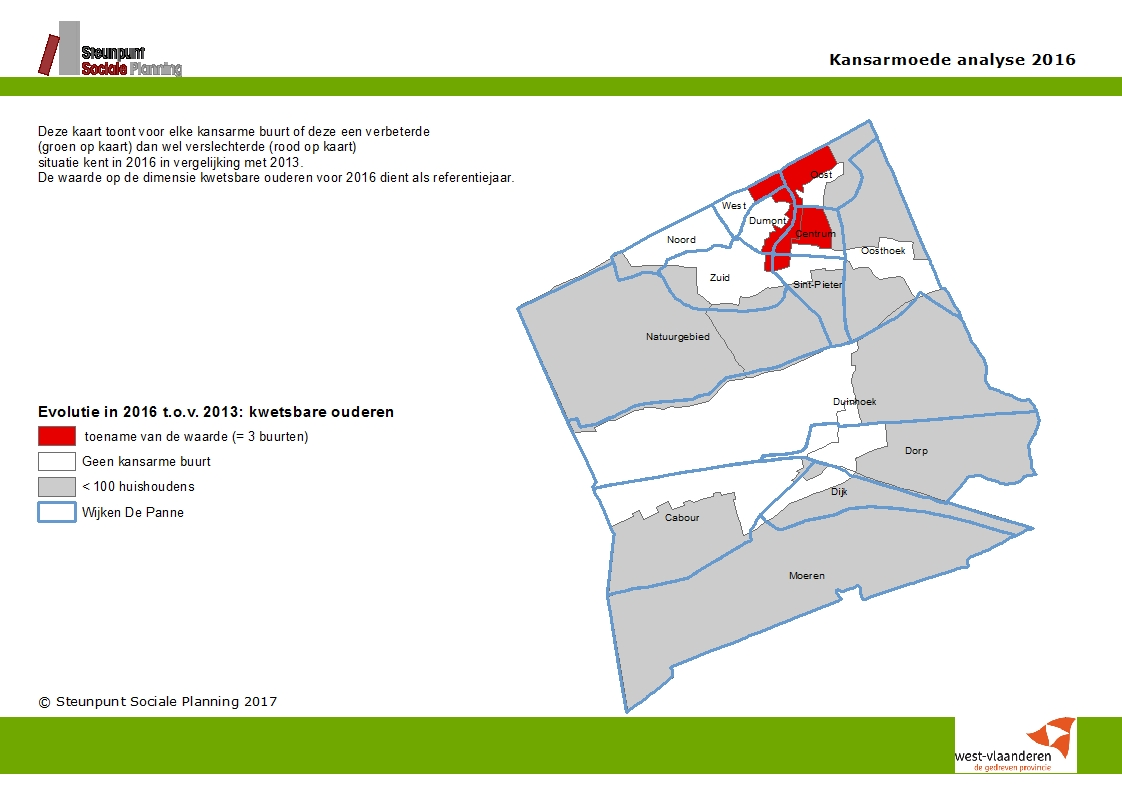 Steunpunt
Sociale Planning
Kansarmoede analyse 2016
Deze kaart toont voor elke kansarme buurt of deze een verbeterde
(groen op kaart) dan wel verslechterde (rood op kaart)
situatie kent in 2016 in vergelijking met 2013.
De waarde op de dimensie kwetsbare ouderen voor 2016 dient als referentiejaar.
Oost
West
Dumont
Centrum
Noord
Oosthoek
Zuid
Sint-Pieter
Natuurgebied
Duinhoek
Dorp
Dijk
Cabour
Moeren
Evolutie in 2016 t.o.v. 2013: kwetsbare ouderen
toename van de waarde (= 3 buurten)
Geen kansarme buurt
< 100 huishoudens
Wijken De Panne
© Steunpunt Sociale Planning 2017
west-vlaanderen
de gedreven provincie